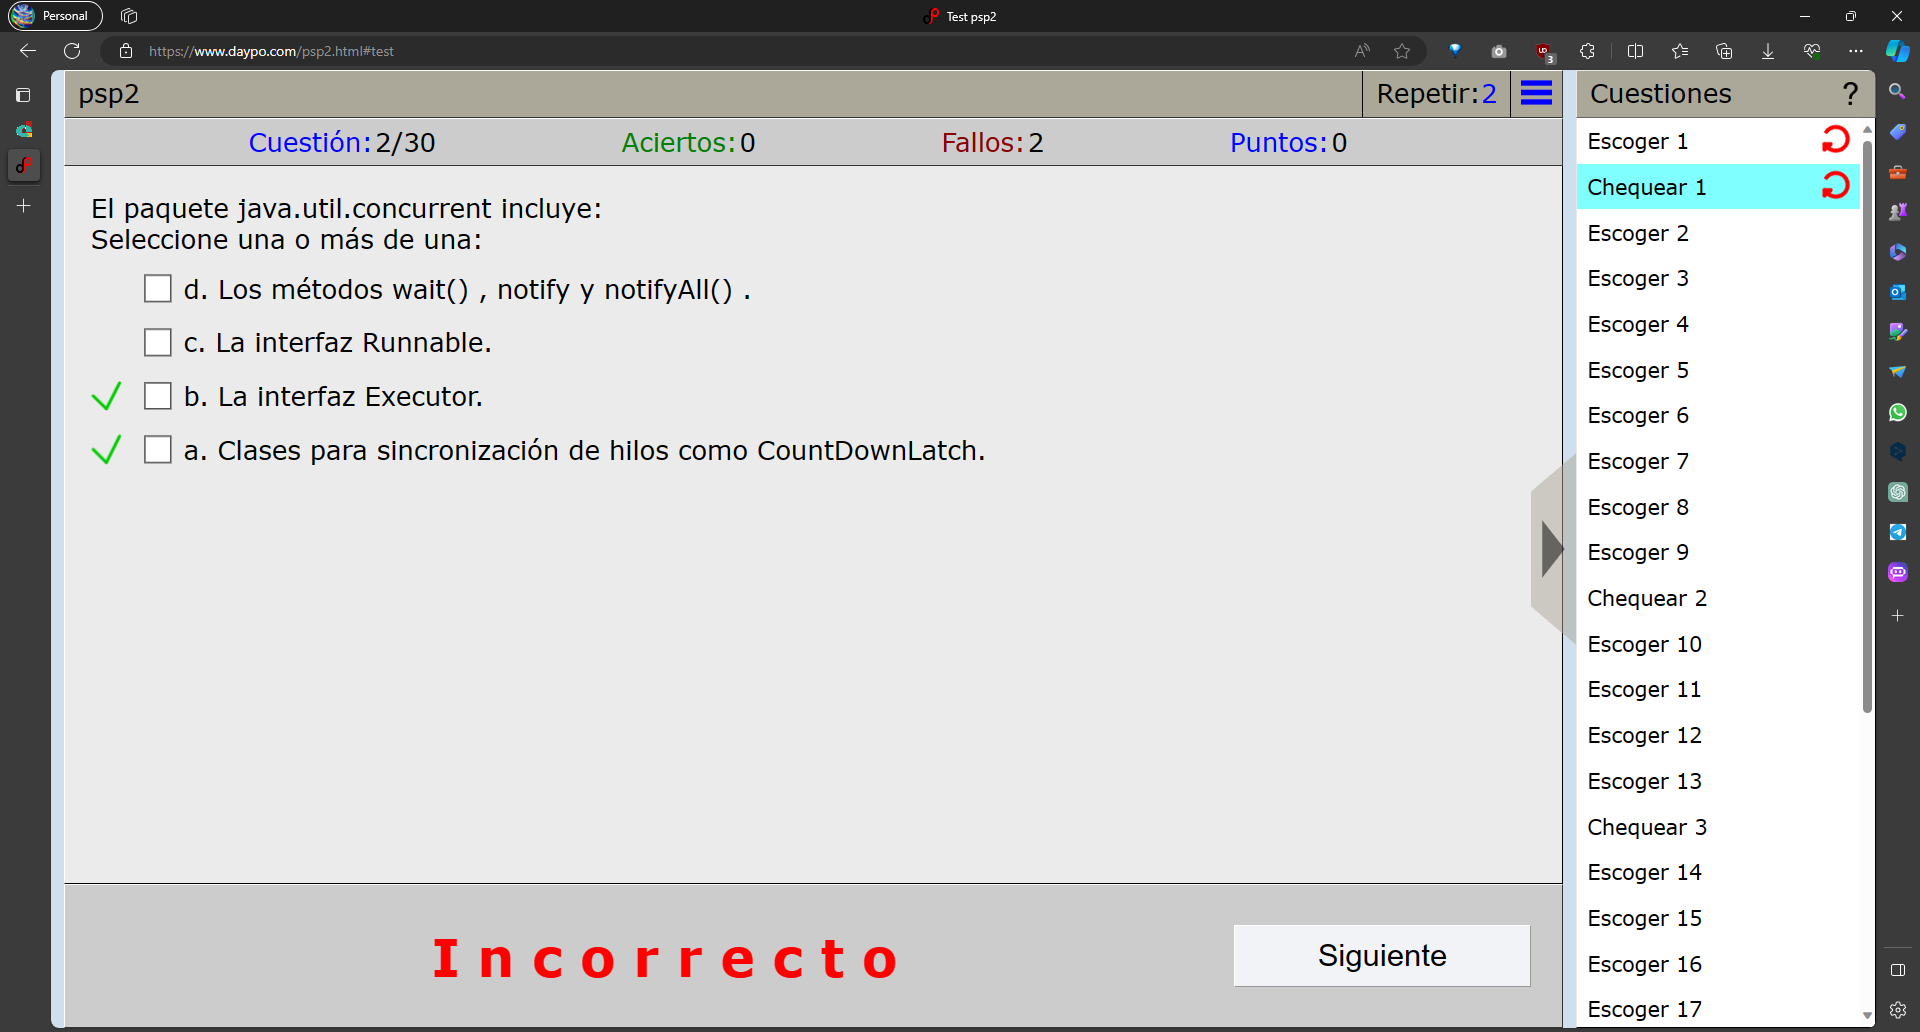 Personal
Test psp2
https://www.daypo.com/psp2.html#test
3
psp2
Repetir:2
Cuestiones
?
Cuestión:2/30
Aciertos:0
Fallos:2
Puntos:0
El paquete java.util.concurrent incluye:
Seleccione una o más de una:
d. Los métodos wait() , notify y notifyAll() .
c. La interfaz Runnable.
b. La interfaz Executor.
a. Clases para sincronización de hilos como CountDownLatch.
Incorrecto
Siguiente
Escoger 1
Chequear 1
Escoger 2
Escoger 3
Escoger 4
Escoger 5
Escoger 6
Escoger 7
Escoger 8
Escoger 9
Chequear 2
Escoger 10
Escoger 11
Escoger 12
Escoger 13
Chequear 3
Escoger 14
Escoger 15
Escoger 16
Escoger 17